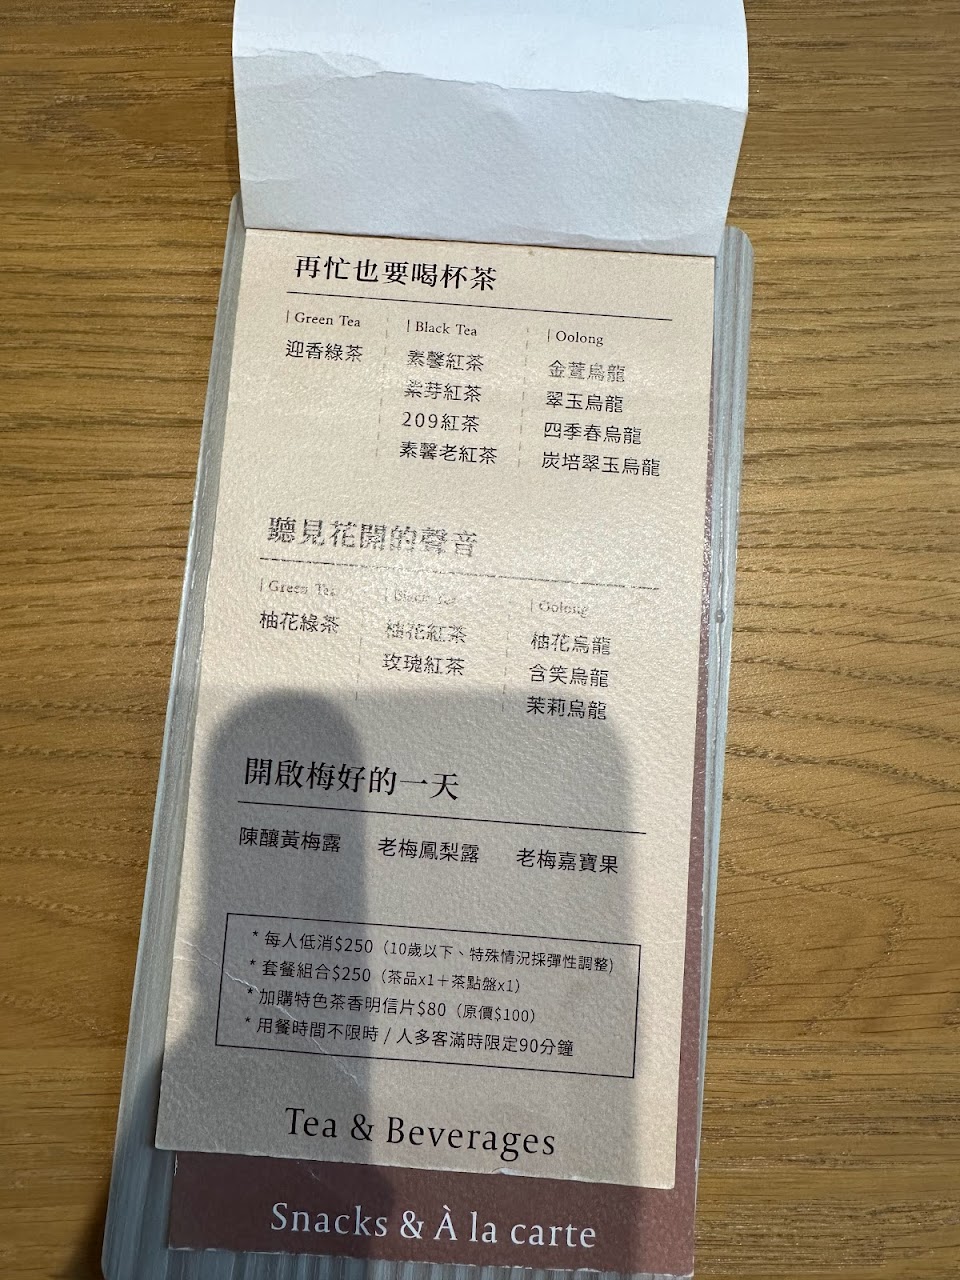 再忙也要喝杯茶
| Green Tea
迎香綠茶
| Black Tea
素馨紅茶
紫芽紅茶
209紅茶
素馨老紅茶
| Oolong
金萱烏龍
翠玉烏龍
四季春烏龍
炭培翠玉烏龍
聽見花開的聲音
| Green Tea
柚花綠茶
| Black Tea
柚花紅茶
玫瑰紅茶
| Oolong
柚花烏龍
含笑烏龍
茉莉烏龍
開啟梅好的一天
陳釀黃梅露 老梅鳳梨露 老梅嘉寶果
* 每人低消$250（10歲以下、特殊情況採彈性調整)
* 套餐組合$250（茶品x1＋茶點盤x1）
* 加購特色茶香明信片$80（原價$100）
* 用餐時間不限時 / 人多客滿時限定90分鐘
Tea & Beverages
Snacks & À la carte